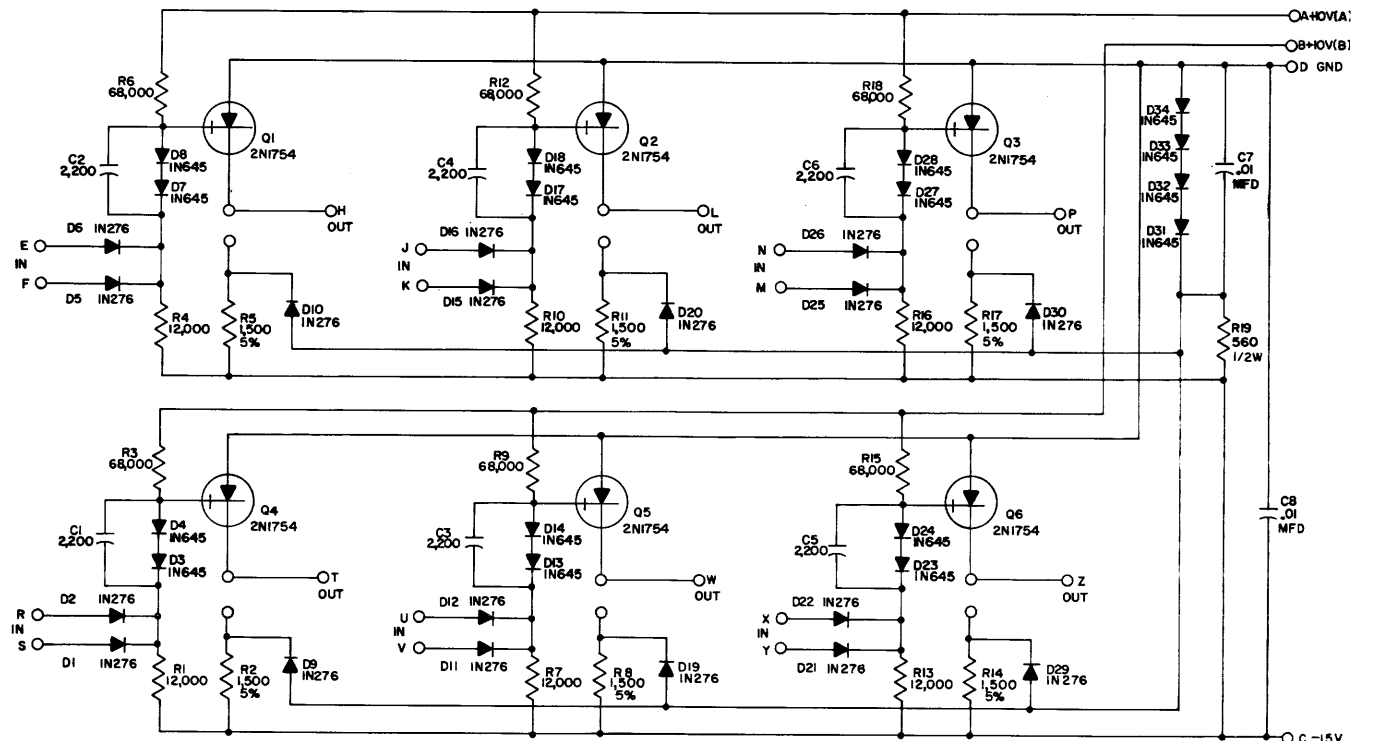 A+10V(A)
B+10V(B)
D GND
R6
68,000
R12
68,000
R18
68,000
Q1
2N1754
Q2
2N1754
Q3
2N1754
C2
2,200
D8
IN645
D7
IN645
C4
2,200
D18
IN645
D17
IN645
C6
2,200
D28
IN645
D27
IN645
D34
IN645
D33
IN645
D32
IN645
D31
IN645
C7
.01
MFD
H
OUT
L
OUT
P
OUT
E
IN
F
D6 IN276
D5 IN276
J
IN
K
D16 IN276
D15 IN276
N
IN
M
D26 IN276
D25 IN276
R4
12,000
R5
1,500
5%
D10
IN276
R10
12,000
R11
1,500
5%
D20
IN276
R16
12,000
R17
1,500
5%
D30
IN276
R19
560
1/2W
R3
68,000
R9
68,000
R15
68,000
Q4
2N1754
Q5
2N1754
Q6
2N1754
C1
2,200
D4
IN645
D3
IN645
C3
2,200
D14
IN645
D13
IN645
C5
2,200
D24
IN645
D23
IN645
C8
.01
MFD
T
OUT
W
OUT
Z
OUT
R
IN
S
D2 IN276
D1 IN276
U
IN
V
D12 IN276
D11 IN276
X
IN
Y
D22 IN276
D21 IN276
R1
12,000
R2
1,500
5%
D9
IN276
R7
12,000
R8
1,500
5%
D19
IN276
R13
12,000
R14
1,500
5%
D29
IN276
C -15V